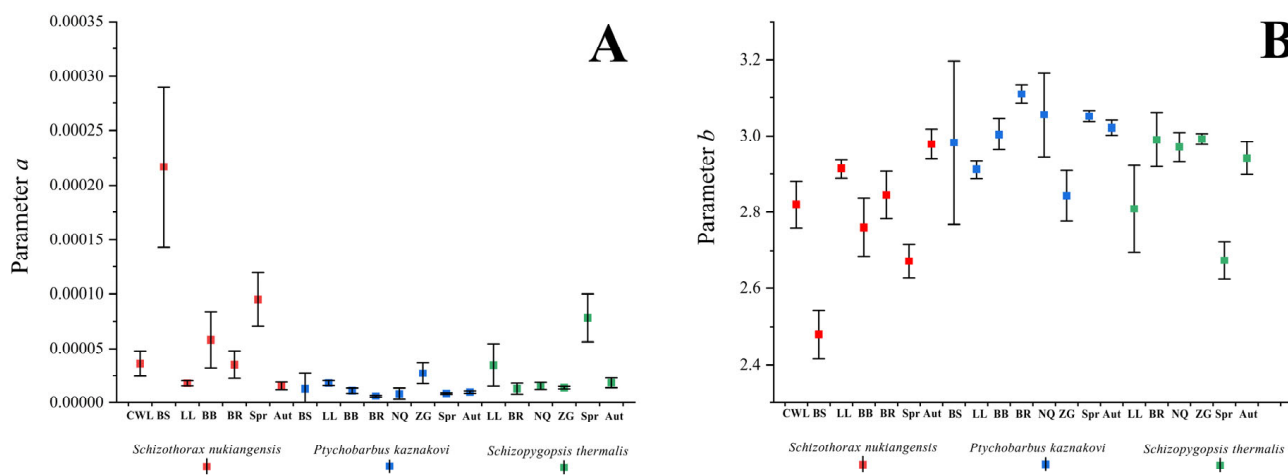 A
Parameter a
0.00035
0.00030
0.00025
0.00020
0.00015
0.00010
0.00005
0.00000
CWL BS LL BB BR Spr Aut BS LL BB BR NQ ZG Spr Aut LL BR NQ ZG Spr Aut
Schizothorax nukiangensis Ptychobarbus kaznakovi Schizopygopsis thermalis
B
Parameter b
3.2
3.0
2.8
2.6
2.4
CWL BS LL BB BR Spr Aut BS LL BB BR NQ ZG Spr Aut LL BR NQ ZG Spr Aut
Schizothorax nukiangensis Ptychobarbus kaznakovi Schizopygopsis thermalis